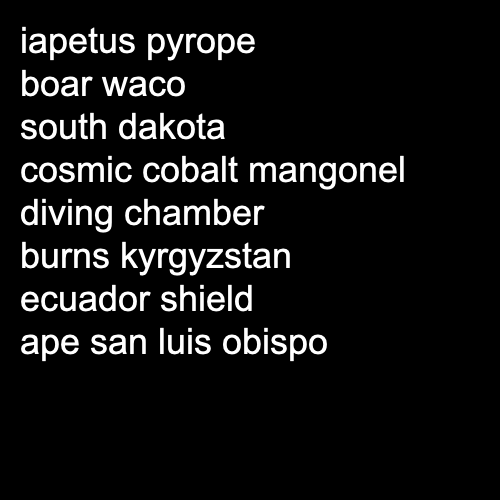 iapetus pyrope
boar waco
south dakota
cosmic cobalt mangonel
diving chamber
burns kyrgyzstan
ecuador shield
ape san luis obispo